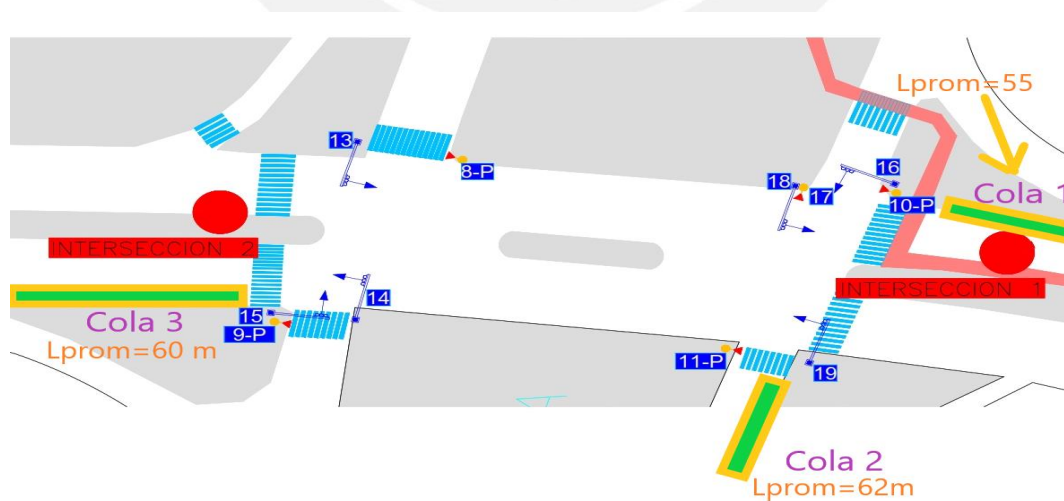 Lprom=55
13
8-P
16
18
17
Cola 1
10-P
INTERSECCION 2
INTERSECCION 1
14
15
Cola 3
9-P
Lprom=60 m
11-P
19
Cola 2
Lprom=62m